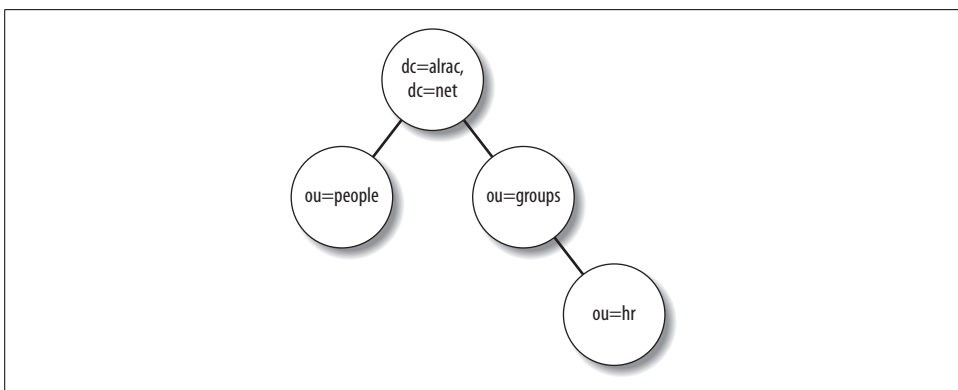 dc=alrac,
dc=net
ou=people
ou=groups
ou=hr